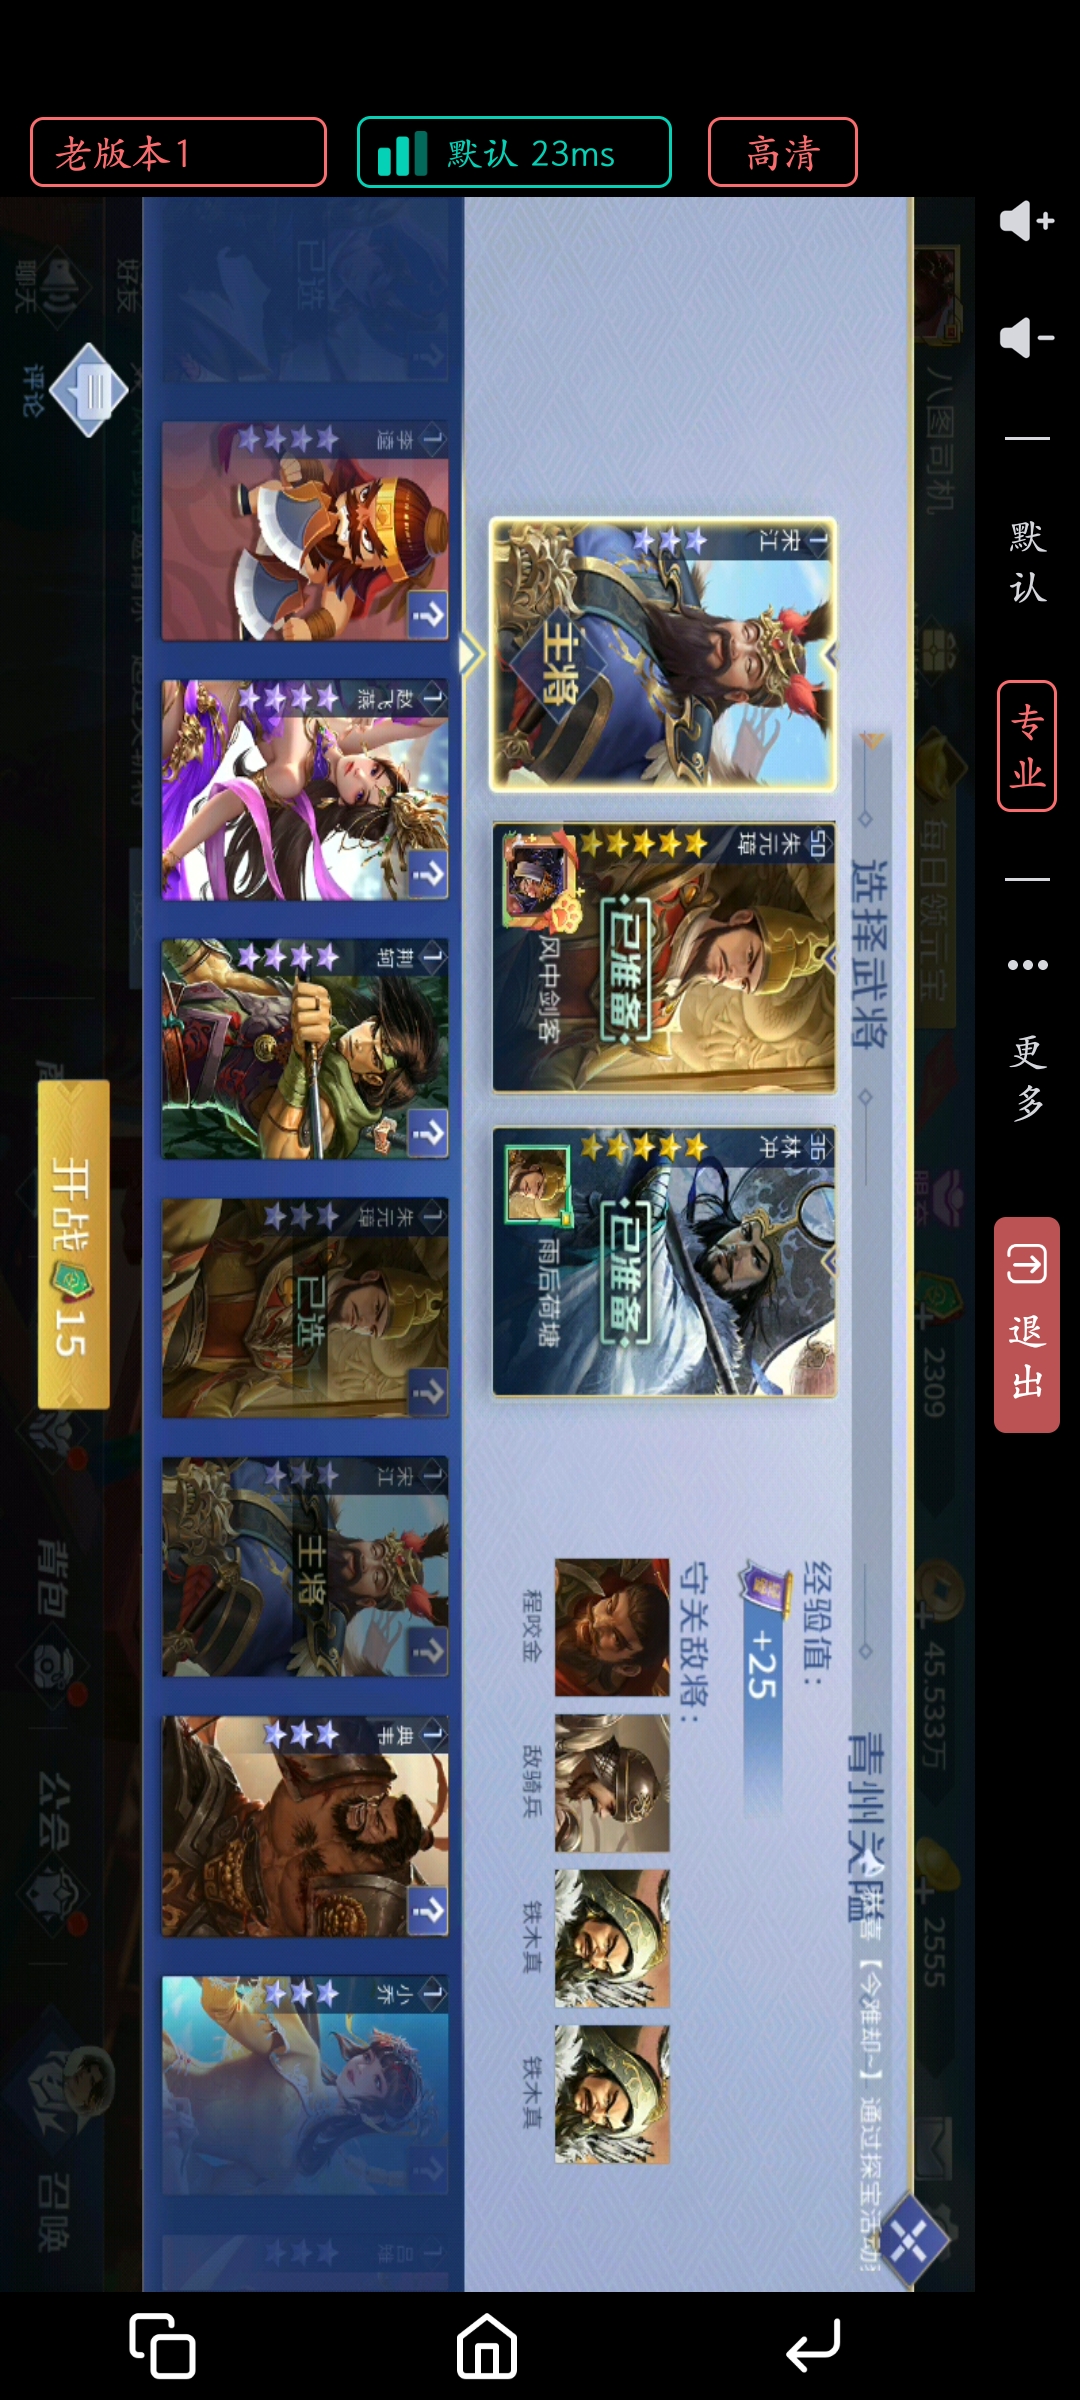 老版本1
默认 23ms
高清
默认
专业
更多
退出
八图司机
每日领元宝
2309
45.533万
2555
选择武将
青州关隘
【今难却~】 通过探宝活动
1 宋江
主将
50 朱元璋
已准备
风中剑客
36 林冲
已准备
雨后荷塘
经验值：
+25
守关敌将：
程咬金
敌骑兵
铁木真
铁木真
已选
1 李逵
1 赵飞燕
1 荆轲
1 朱元璋
已选
1 宋江
主将
1 典韦
1 小乔
1 吕雉
好友
聊天
评论
开战 15
背包
公会
召唤